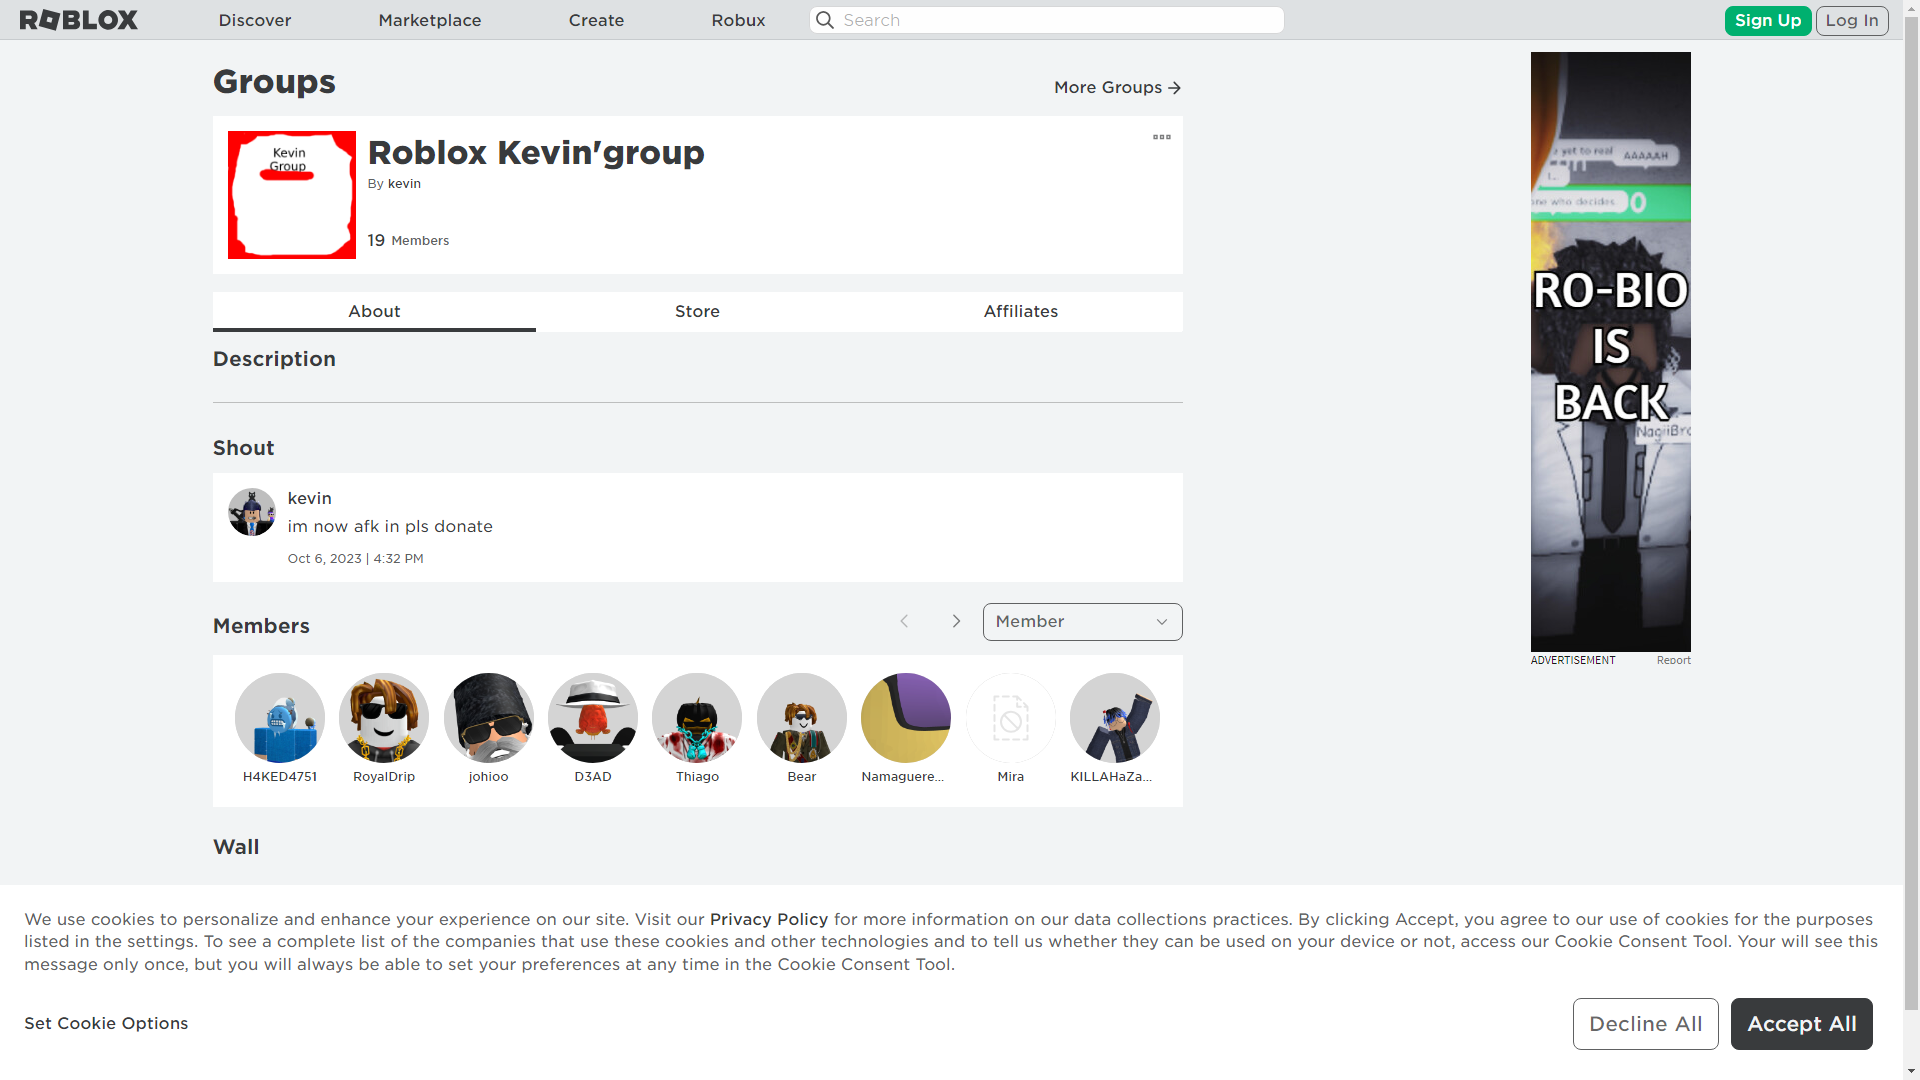 ROBLOX
Discover
Marketplace
Create
Robux
Search
Sign Up
Log In
Groups
More Groups
Kevin
Group
Roblox Kevin'group
By kevin
19 Members
About
Store
Affiliates
Description
Shout
kevin
im now afk in pls donate
Oct 6, 2023 | 4:32 PM
Members
Member
H4KED4751
RoyalDrip
johioo
D3AD
Thiago
Bear
Namaguere...
Mira
KILLAHaZa...
Wall
yet to real
AAAAAH
one who decides.
RO-BIO
IS
BACK
NagiiBro
ADVERTISEMENT
Report
We use cookies to personalize and enhance your experience on our site. Visit our Privacy Policy for more information on our data collections practices. By clicking Accept, you agree to our use of cookies for the purposes
listed in the settings. To see a complete list of the companies that use these cookies and other technologies and to tell us whether they can be used on your device or not, access our Cookie Consent Tool. Your will see this
message only once, but you will always be able to set your preferences at any time in the Cookie Consent Tool.
Set Cookie Options
Decline All
Accept All